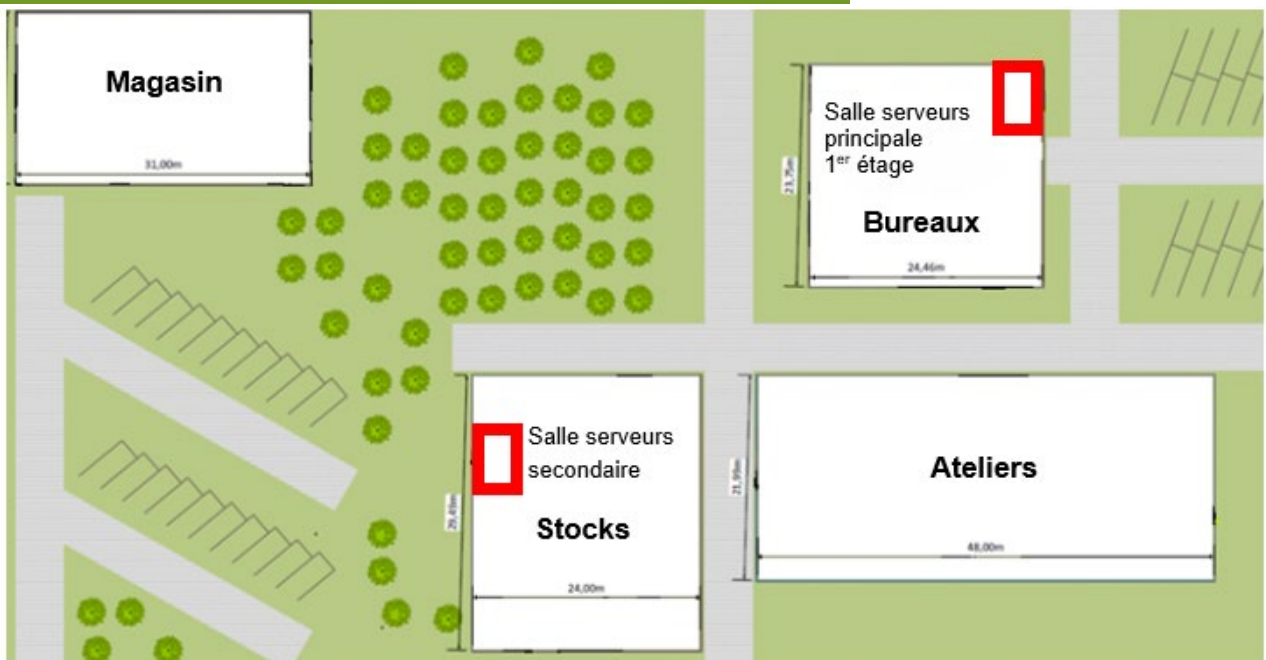 Magasin
31,00m
Salle serveurs
principale
1er étage
23,75m
Bureaux
24,46m
Salle serveurs
secondaire
Stocks
29,49m
24,00m
Ateliers
21,99m
48,00m